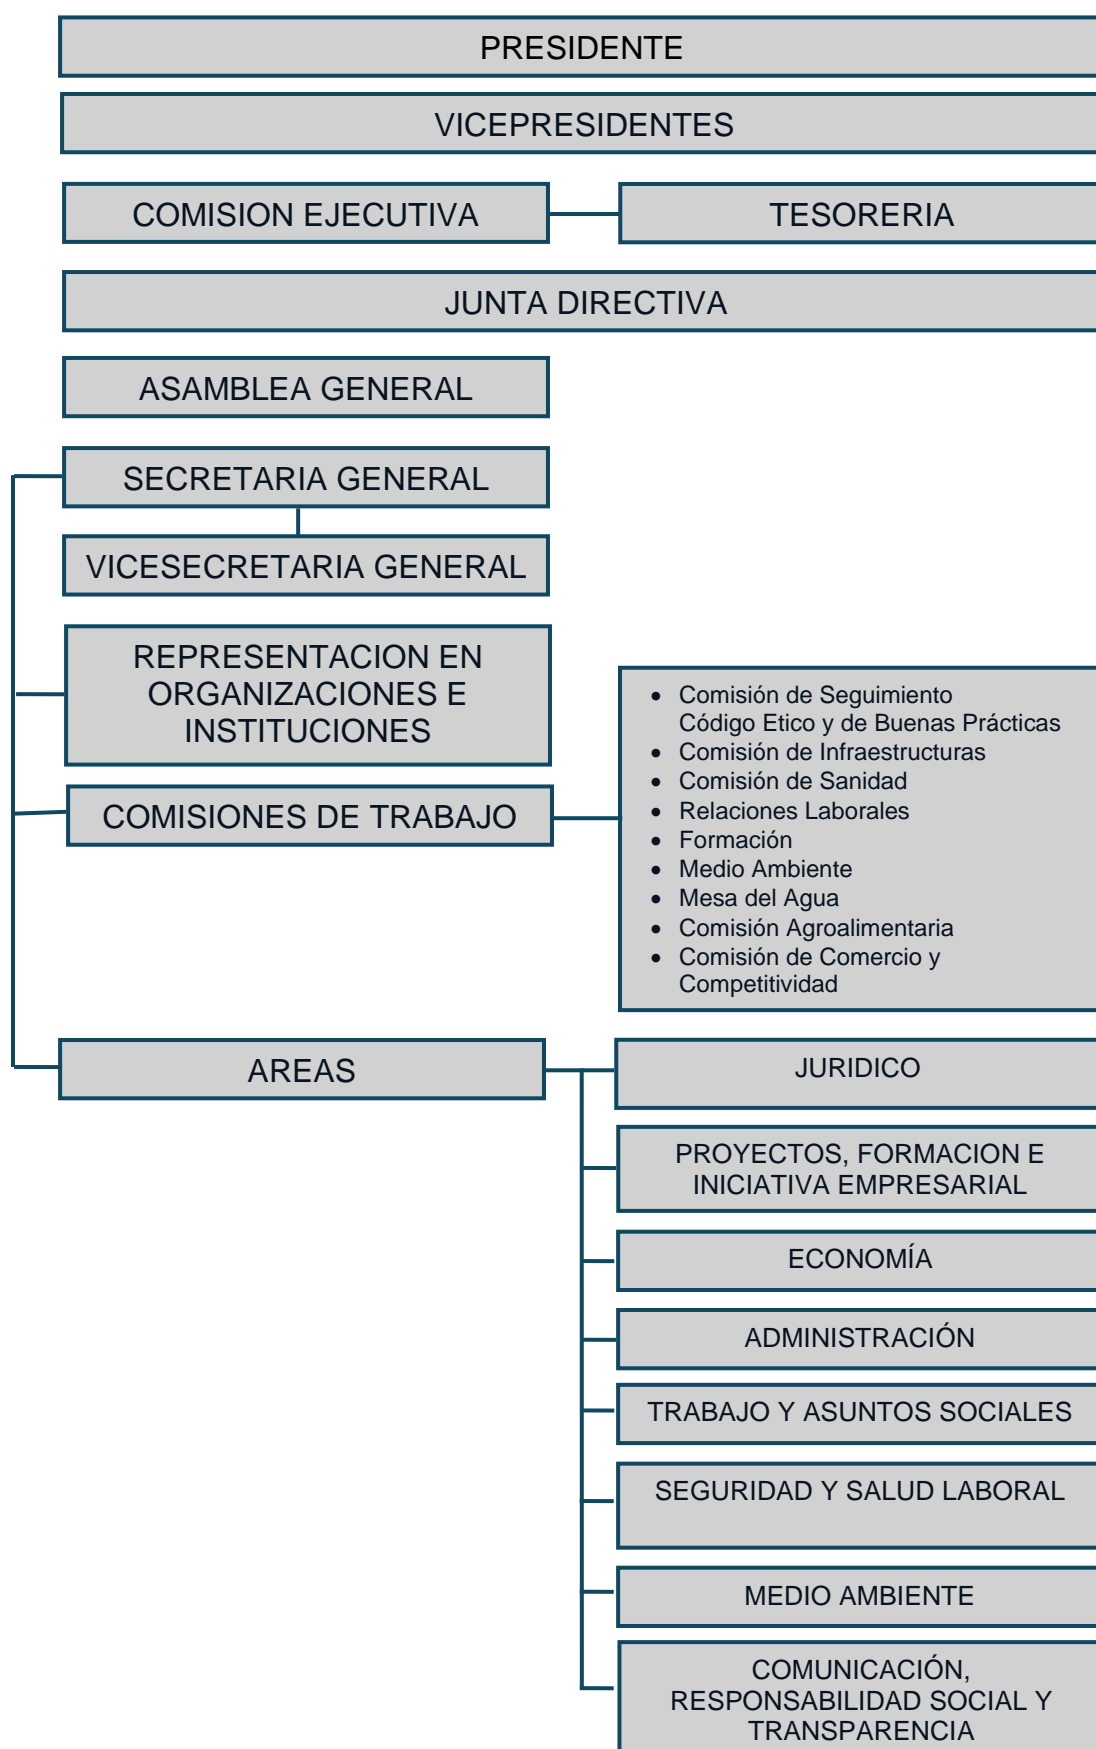 PRESIDENTE
VICEPRESIDENTES
COMISION EJECUTIVA
TESORERIA
JUNTA DIRECTIVA
ASAMBLEA GENERAL
SECRETARIA GENERAL
VICESECRETARIA GENERAL
REPRESENTACION EN
ORGANIZACIONES E
INSTITUCIONES
COMISIONES DE TRABAJO
• Comisión de Seguimiento
Código Etico y de Buenas Prácticas
• Comisión de Infraestructuras
• Comisión de Sanidad
• Relaciones Laborales
• Formación
• Medio Ambiente
• Mesa del Agua
• Comisión Agroalimentaria
• Comisión de Comercio y
Competitividad
AREAS
JURIDICO
PROYECTOS, FORMACION E
INICIATIVA EMPRESARIAL
ECONOMÍA
ADMINISTRACIÓN
TRABAJO Y ASUNTOS SOCIALES
SEGURIDAD Y SALUD LABORAL
MEDIO AMBIENTE
COMUNICACIÓN,
RESPONSABILIDAD SOCIAL Y
TRANSPARENCIA